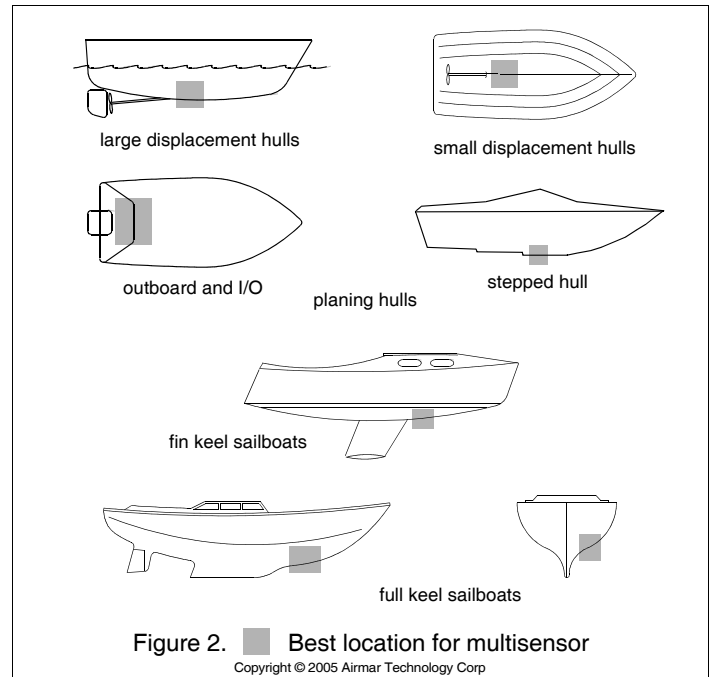 large displacement hulls
small displacement hulls
outboard and I/O
stepped hull
planing hulls
fin keel sailboats
full keel sailboats
Figure 2. Best location for multisensor
Copyright © 2005 Airmar Technology Corp